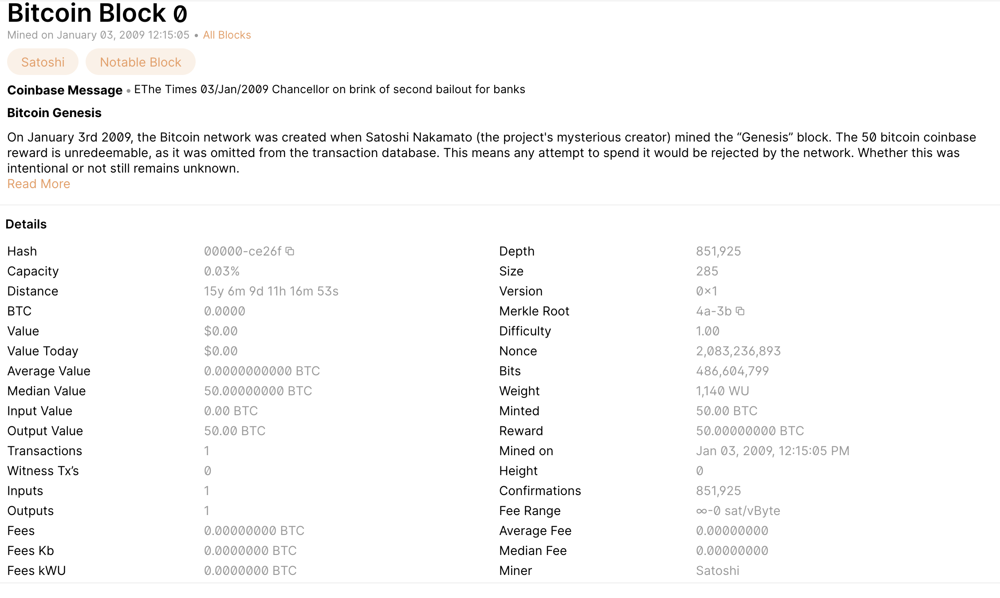 Bitcoin Block 0
Mined on January 03, 2009 12:15:05 • All Blocks
Satoshi Notable Block
Coinbase Message • EThe Times 03/Jan/2009 Chancellor on brink of second bailout for banks
Bitcoin Genesis
On January 3rd 2009, the Bitcoin network was created when Satoshi Nakamato (the project's mysterious creator) mined the “Genesis” block. The 50 bitcoin coinbase
reward is unredeemable, as it was omitted from the transaction database. This means any attempt to spend it would be rejected by the network. Whether this was
intentional or not still remains unknown.
Read More
Details
Hash 00000-ce26f Depth 851,925
Capacity 0.03% Size 285
Distance 15y 6m 9d 11h 16m 53s Version 0×1
BTC 0.0000 Merkle Root 4a-3b
Value $0.00 Difficulty 1.00
Value Today $0.00 Nonce 2,083,236,893
Average Value 0.0000000000 BTC Bits 486,604,799
Median Value 50.00000000 BTC Weight 1,140 WU
Input Value 0.00 BTC Minted 50.00 BTC
Output Value 50.00 BTC Reward 50.00000000 BTC
Transactions 1 Mined on Jan 03, 2009, 12:15:05 PM
Witness Tx’s 0 Height 0
Inputs 1 Confirmations 851,925
Outputs 1 Fee Range ∞-0 sat/vByte
Fees 0.00000000 BTC Average Fee 0.00000000
Fees Kb 0.0000000 BTC Median Fee 0.00000000
Fees kWU 0.0000000 BTC Miner Satoshi